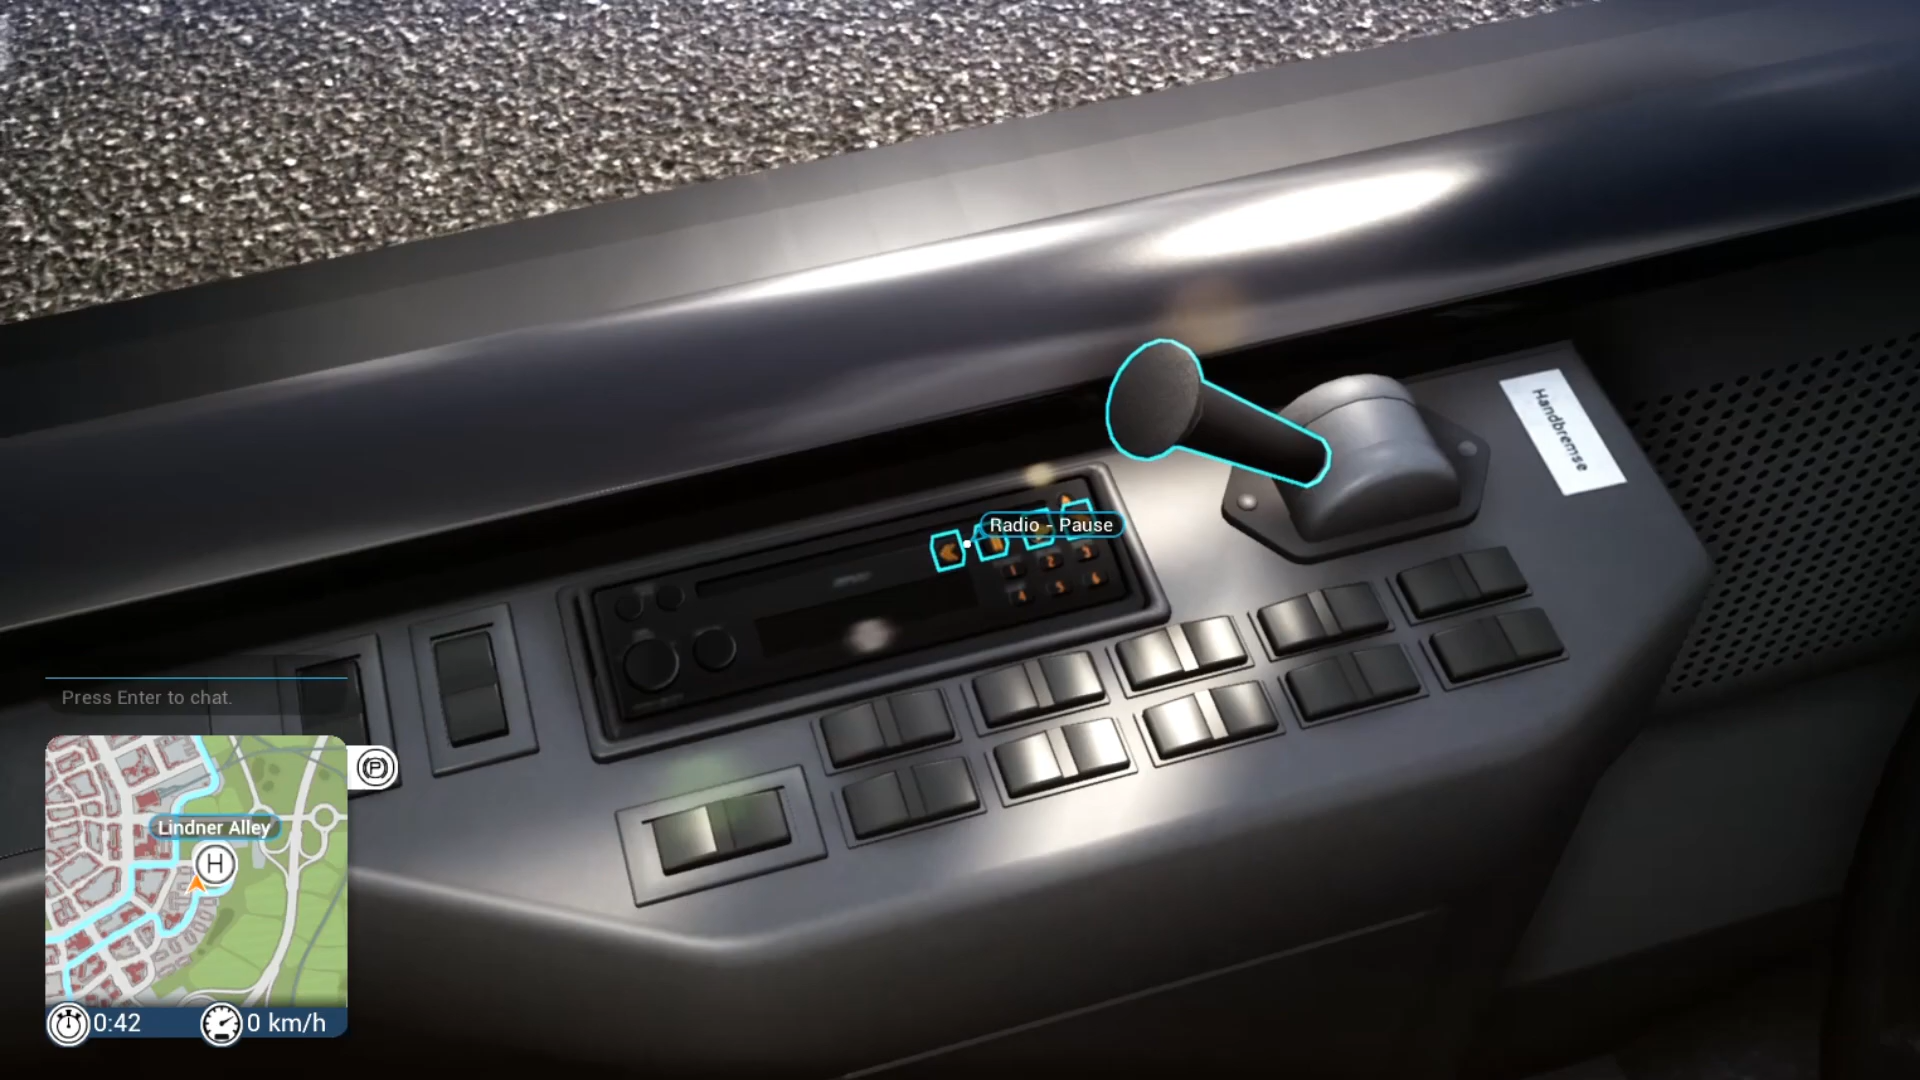 Handbremse
Radio - Pause
1 2 3
4 5 6
Press Enter to chat.
P
Lindner Alley
H
0:42
0 km/h